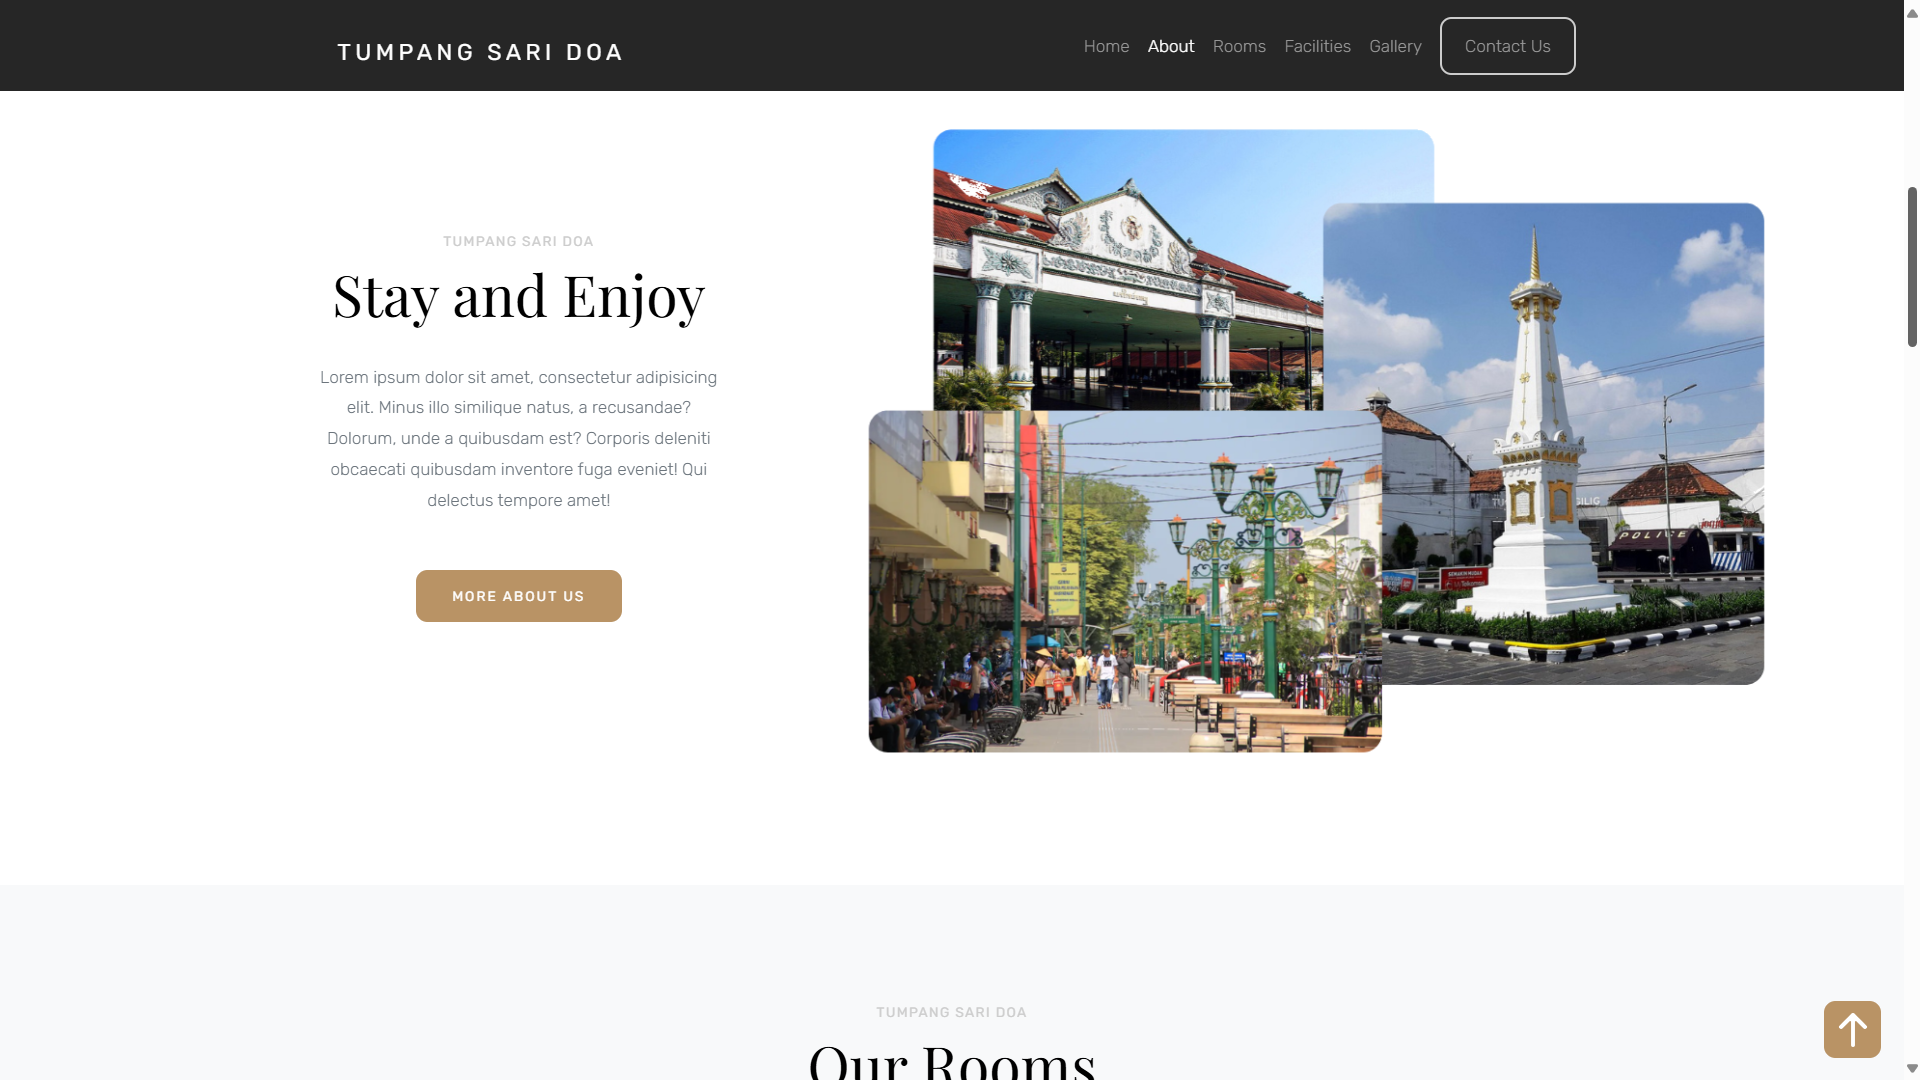 TUMPANG SARI DOA
Home About Rooms Facilities Gallery Contact Us
TUMPANG SARI DOA
Stay and Enjoy
Lorem ipsum dolor sit amet, consectetur adipisicing
elit. Minus illo similique natus, a recusandae?
Dolorum, unde a quibusdam est? Corporis deleniti
obcaecati quibusdam inventore fuga eveniet! Qui
delectus tempore amet!
MORE ABOUT US
POLICE
TUMPANG SARI DOA
Our Rooms